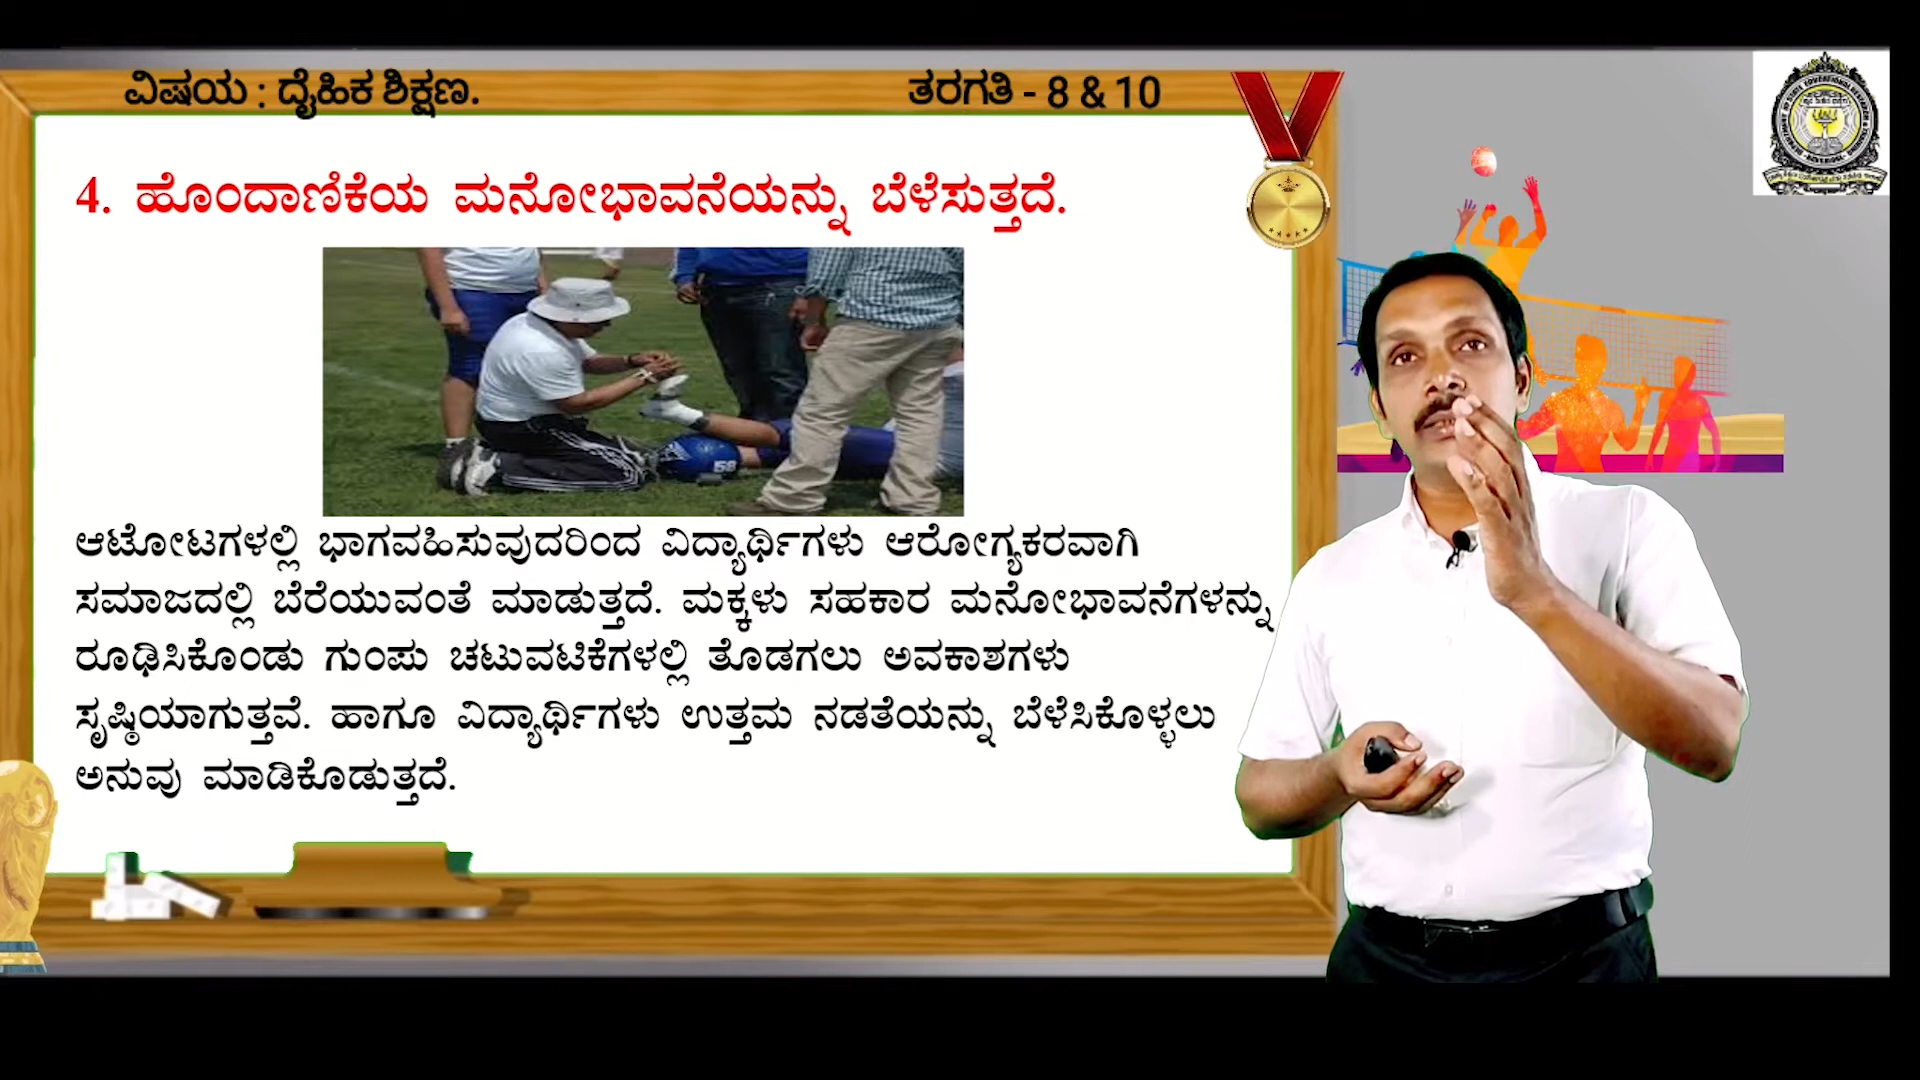 ವಿಷಯ : ದೈಹಿಕ ಶಿಕ್ಷಣ.
ತರಗತಿ - 8 & 10
4. ಹೊಂದಾಣಿಕೆಯ ಮನೋಭಾವನೆಯನ್ನು ಬೆಳೆಸುತ್ತದೆ.
58
ಆಟೋಟಗಳಲ್ಲಿ ಭಾಗವಹಿಸುವುದರಿಂದ ವಿದ್ಯಾರ್ಥಿಗಳು ಆರೋಗ್ಯಕರವಾಗಿ
ಸಮಾಜದಲ್ಲಿ ಬೆರೆಯುವಂತೆ ಮಾಡುತ್ತದೆ. ಮಕ್ಕಳು ಸಹಕಾರ ಮನೋಭಾವನೆಗಳನ್ನು
ರೂಢಿಸಿಕೊಂಡು ಗುಂಪು ಚಟುವಟಿಕೆಗಳಲ್ಲಿ ತೊಡಗಲು ಅವಕಾಶಗಳು
ಸೃಷ್ಠಿಯಾಗುತ್ತವೆ. ಹಾಗೂ ವಿದ್ಯಾರ್ಥಿಗಳು ಉತ್ತಮ ನಡತೆಯನ್ನು ಬೆಳೆಸಿಕೊಳ್ಳಲು
ಅನುವು ಮಾಡಿಕೊಡುತ್ತದೆ.